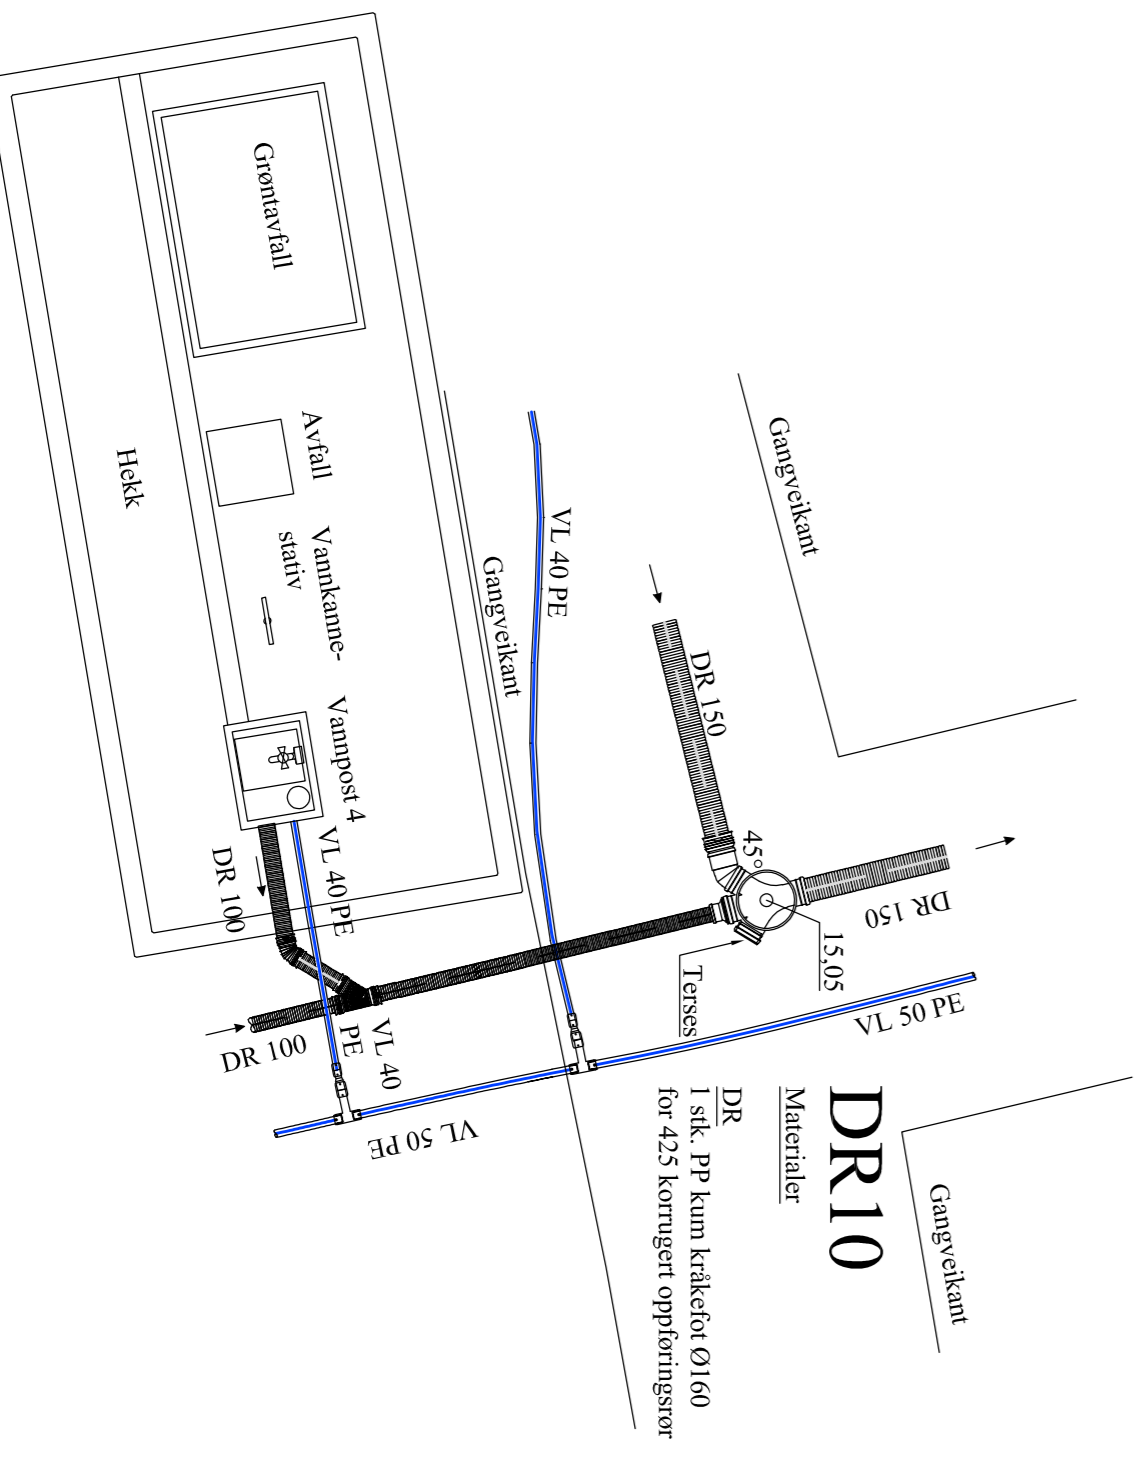 DR10
Materialer
DR
1 stk. PP kum kråkefot Ø160
for 425 korrugert oppføringsrør
Gangveikant
Gangveikant
Gangveikant
DR 150
45°
DR 150
15,05
Terses
VL 50 PE
VL 40 PE
Grøntavfall
Avfall
Vannkanne-
stativ
Vannpost 4
VL 40 PE
DR 100
Hekk
DR 100
VL 40
PE
VL 50 PE